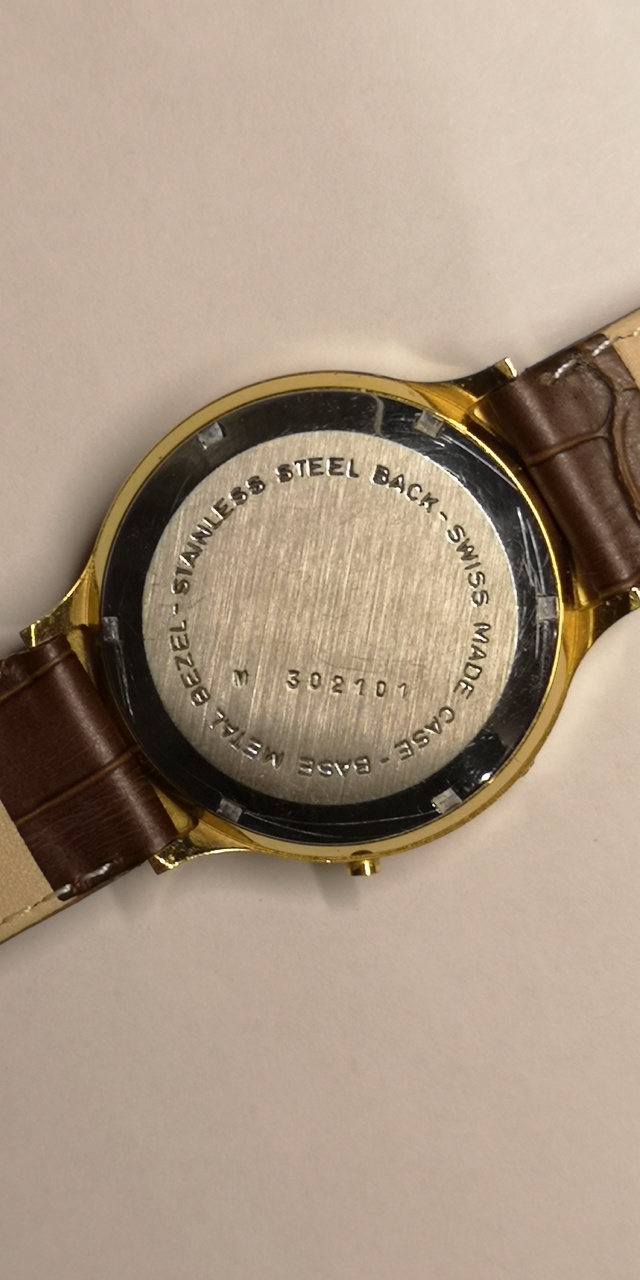 STAINLESS STEEL BACK - SWISS MADE CASE - BASE METAL BEZEL -
M 302101